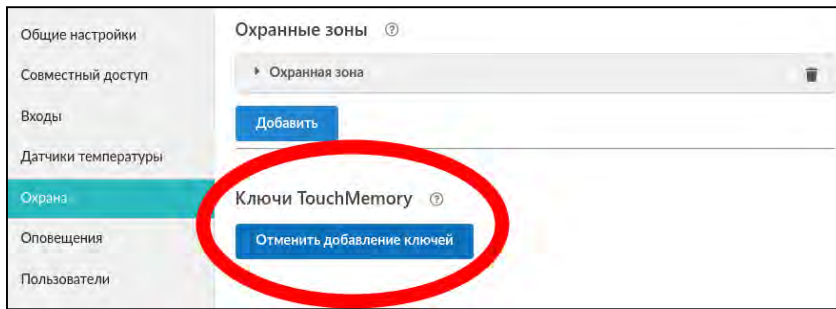 Общие настройки
Совместный доступ
Входы
Датчики температуры
Охрана
Оповещения
Пользователи
Охранные зоны ?
Охранная зона
Добавить
Ключи TouchMemory ?
Отменить добавление ключей